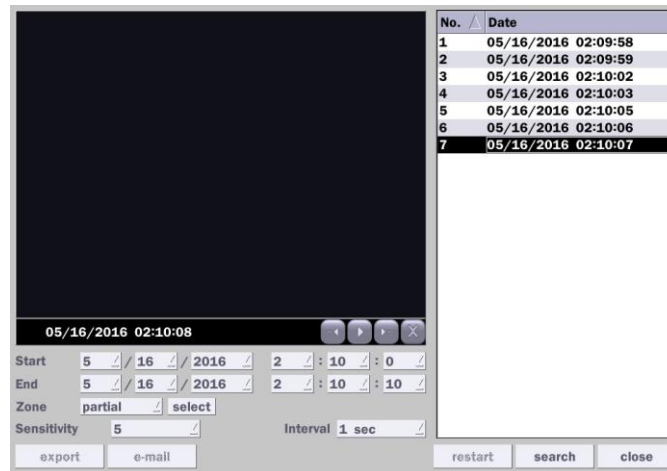 No. Date
1 05/16/2016 02:09:58
2 05/16/2016 02:09:59
3 05/16/2016 02:10:02
4 05/16/2016 02:10:03
5 05/16/2016 02:10:05
6 05/16/2016 02:10:06
7 05/16/2016 02:10:07
05/16/2016 02:10:08
Start 5 / 16 / 2016 2 : 10 : 0
End 5 / 16 / 2016 2 : 10 : 10
Zone partial select
Sensitivity 5 Interval 1 sec
export e-mail restart search close